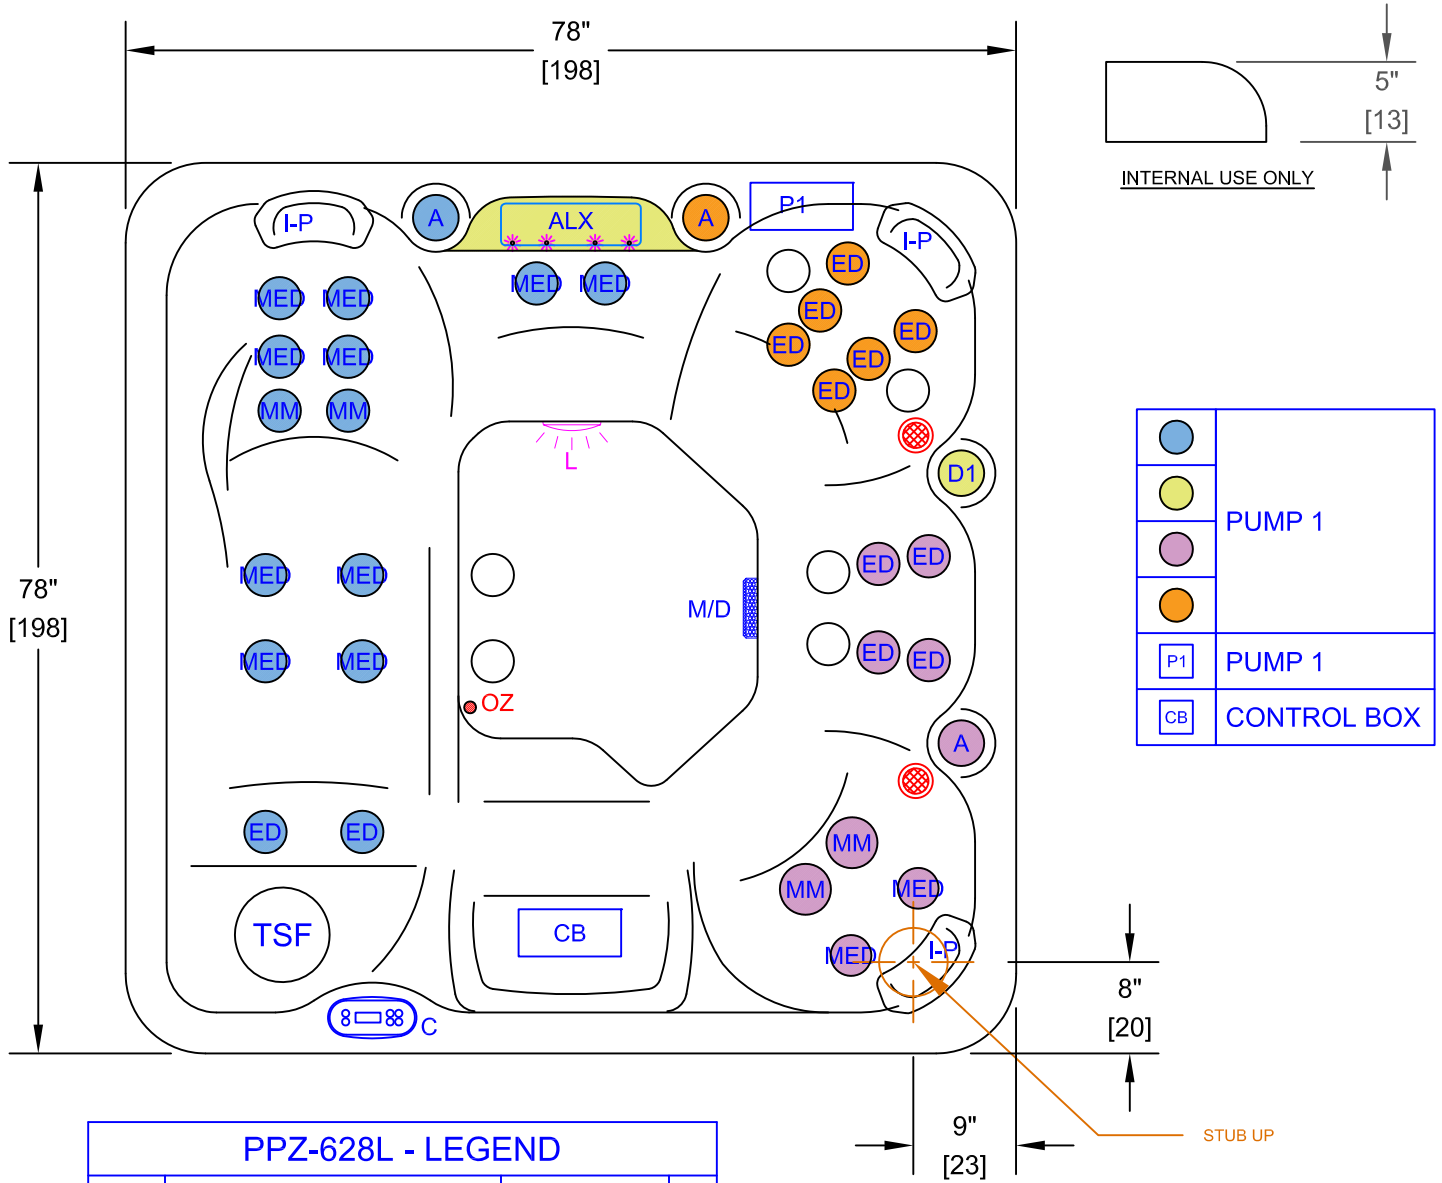 78"
[198]
5"
[13]
INTERNAL USE ONLY
I-P
A
ALX
A
P1
I-P
MED MED
MED MED
MED MED
MM MM
ED
ED
ED
ED
ED
ED
L
D1
PUMP 1
P1 PUMP 1
CB CONTROL BOX
78"
[198]
MED MED
MED MED
M/D
ED ED
ED ED
OZ
A
ED ED
MM
MM
MED
MED
I-P
TSF
CB
C
8"
[20]
9"
[23]
STUB UP
PPZ-628L - LEGEND